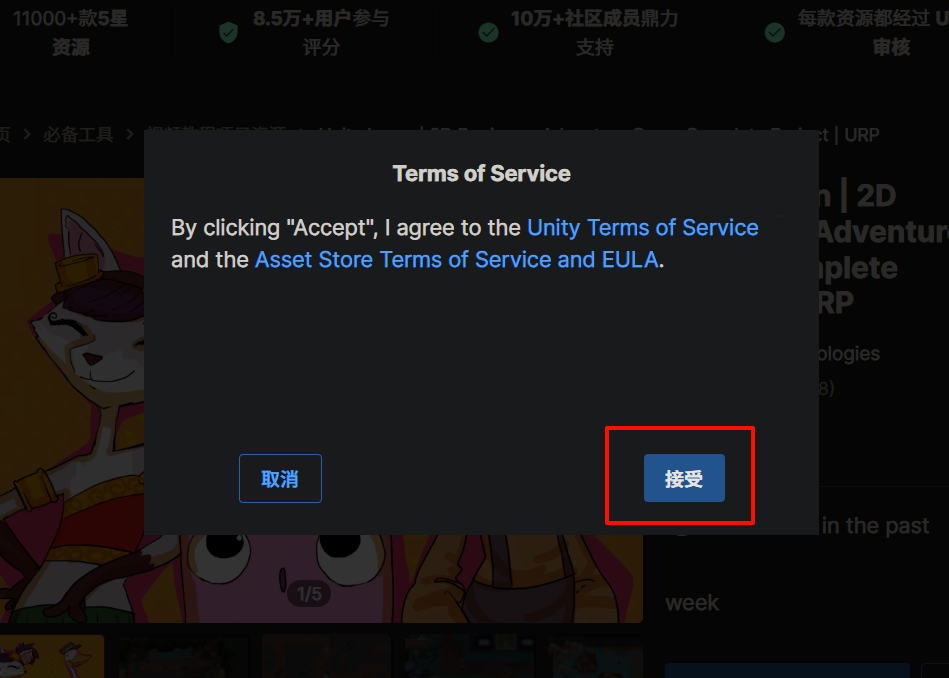 11000+款5星
资源
8.5万+用户参与
评分
10万+社区成员鼎力
支持
每款资源都经过 U
审核
页 > 必备工具 >
ct | URP
Terms of Service
By clicking "Accept", I agree to the Unity Terms of Service
and the Asset Store Terms of Service and EULA.
n | 2D
Adventure
mplete
RP
ologies
8)
取消
接受
in the past
week
1/5